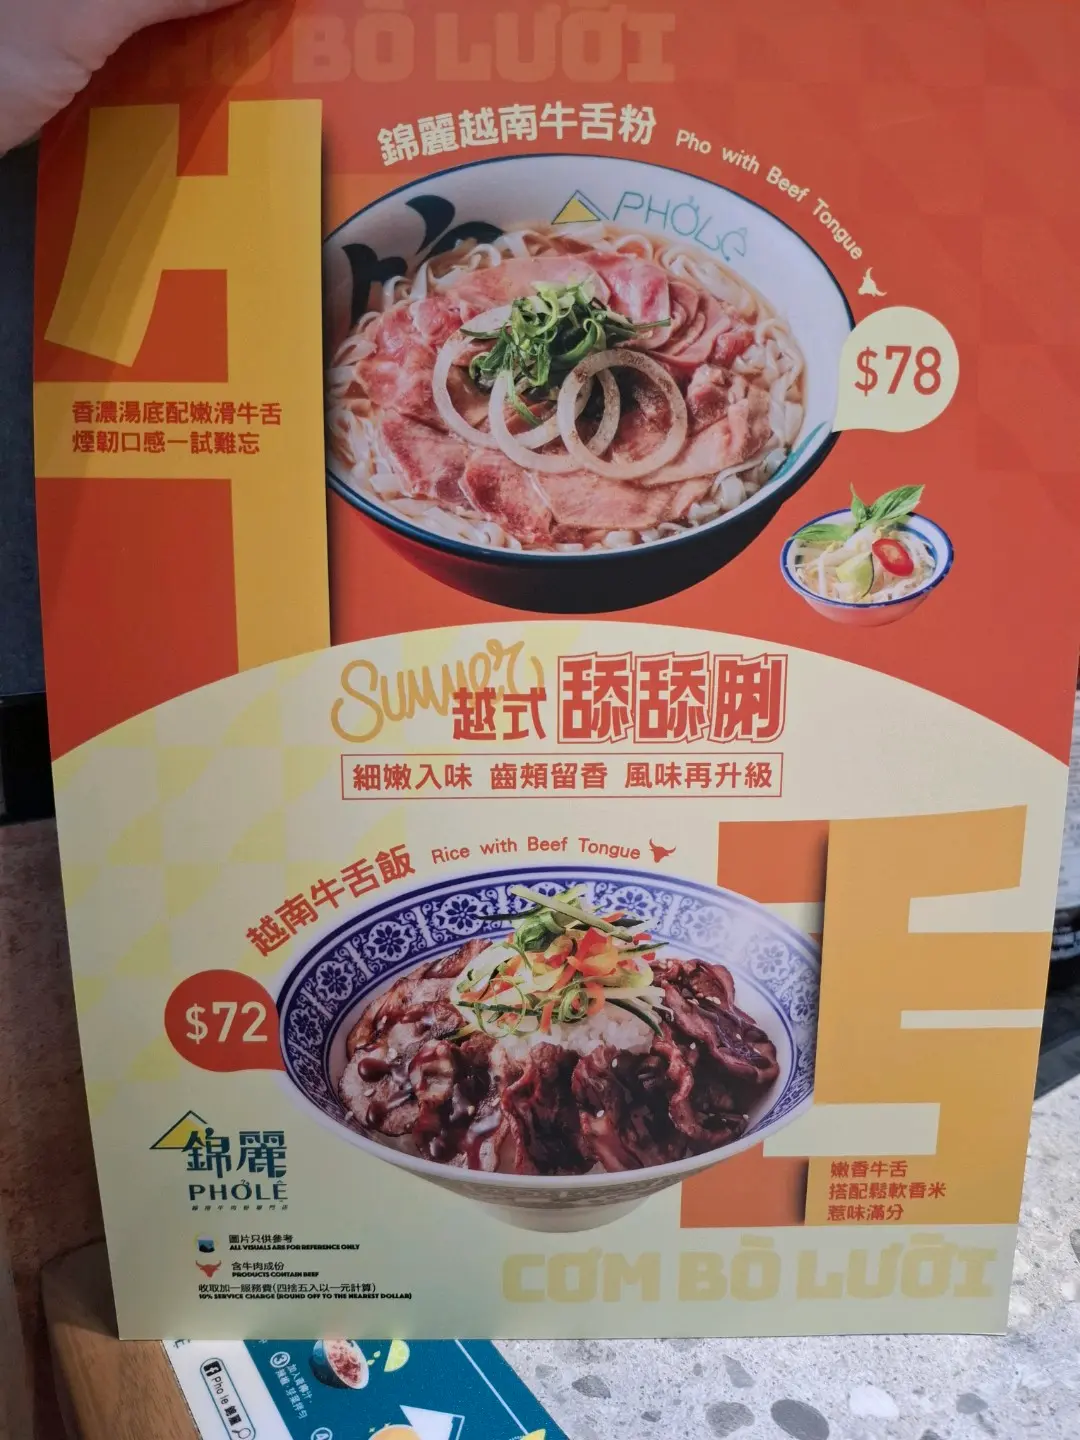 PHỞ BÒ LƯỠI
錦麗越南牛舌粉 Pho with Beef Tongue
PHỞLÊ
$78
香濃湯底配嫩滑牛舌
煙韌口感一試難忘
Summer
越式 舔舔脷
細嫩入味 齒頰留香 風味再升級
越南牛舌飯 Rice with Beef Tongue
$72
錦麗
PHỞLÊ
嫩香牛舌
搭配鬆軟香米
惹味滿分
圖片只供參考
ALL VISUALS ARE FOR REFERENCE ONLY
含牛肉成份
PRODUCTS CONTAIN BEEF
收取加一服務費(四捨五入以一元計算)
10% SERVICE CHARGE (ROUND OFF TO THE NEAREST DOLLAR)
CƠM BÒ LƯỠI
Pho le 錦麗
3
4